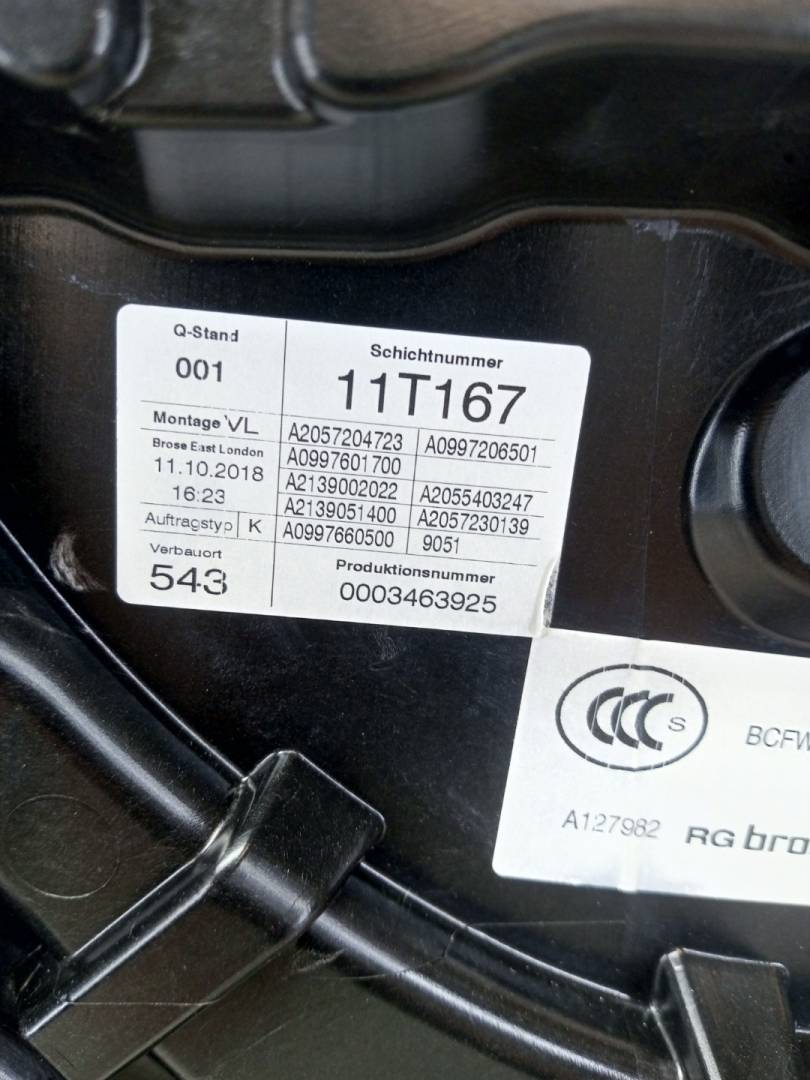 Q-Stand
001
Schichtnummer
11T167
Montage VL
Brose East London
11.10.2018
16:23
Auftragstyp K
Verbauort
543
A2057204723 A0997206501
A0997601700
A2139002022 A2055403247
A2139051400 A2057230139
A0997660500 9051
Produktionsnummer
0003463925
CCC S
BCFW
A127982 RG bro